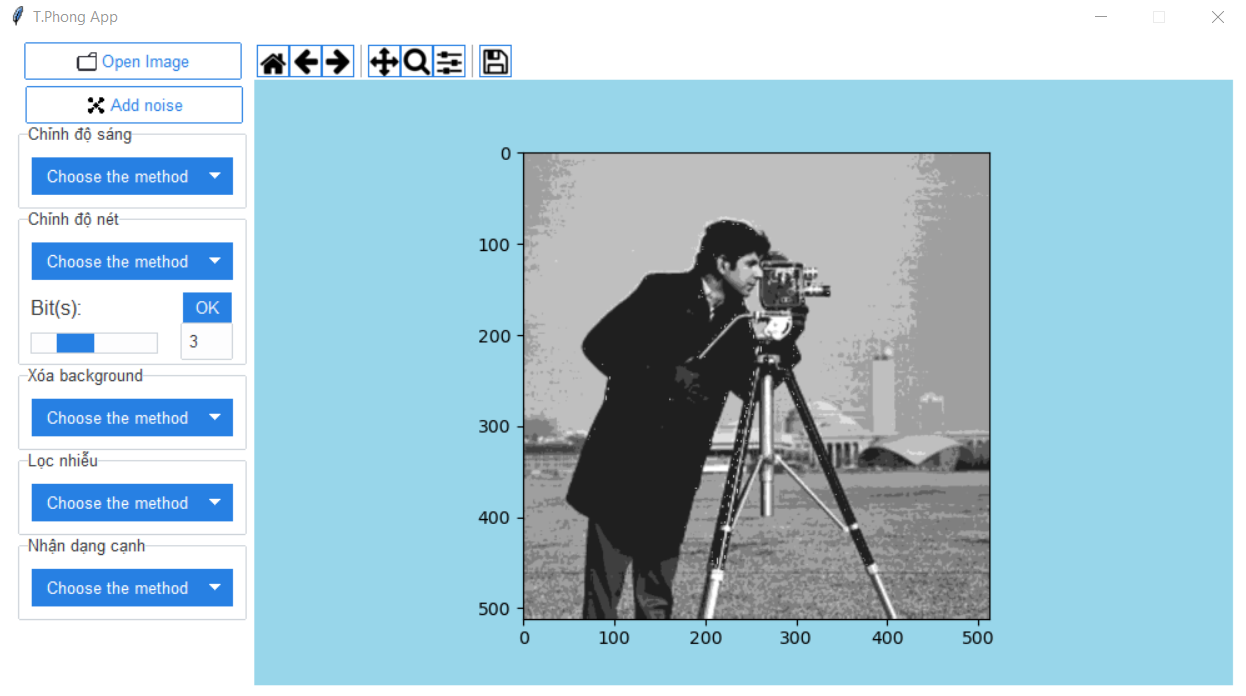 T.Phong App
Open Image
Add noise
Chỉnh độ sáng
Choose the method
Chỉnh độ nét
Choose the method
Bit(s):
OK
3
Xóa background
Choose the method
Lọc nhiễu
Choose the method
Nhận dạng cạnh
Choose the method
0
100
200
300
400
500
0 100 200 300 400 500